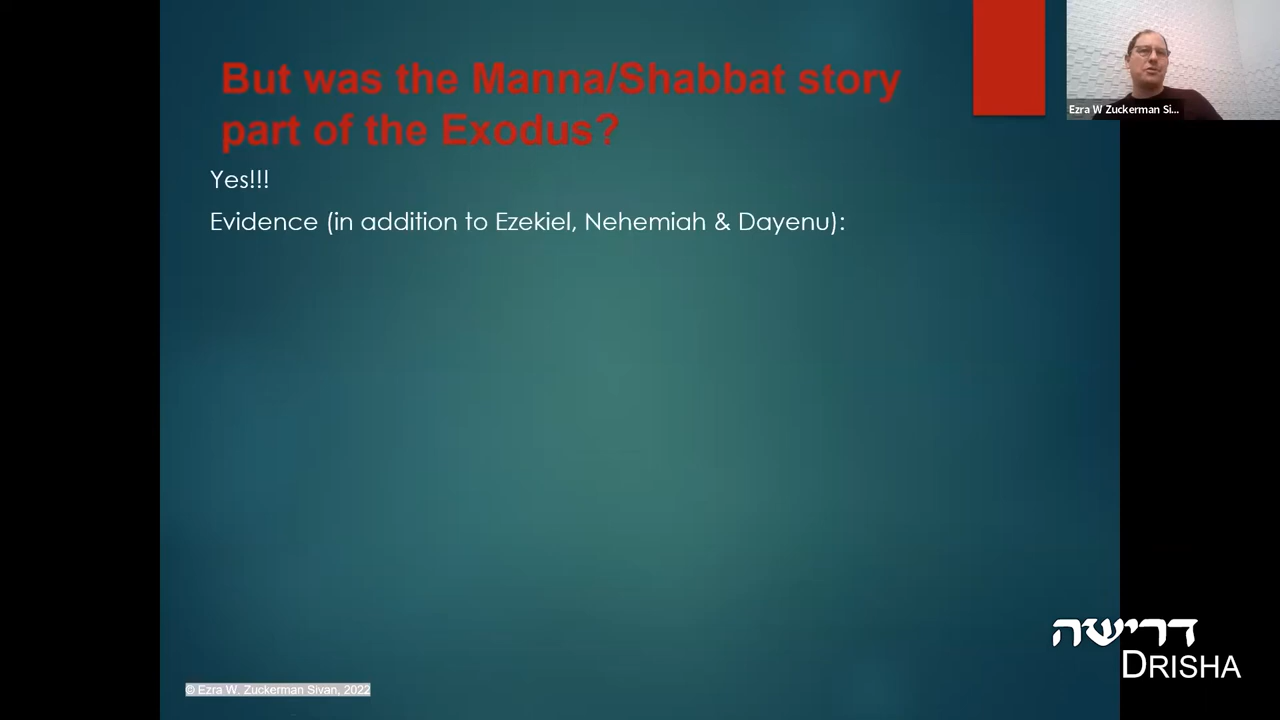 But was the Manna/Shabbat story
part of the Exodus?
Yes!!!
Evidence (in addition to Ezekiel, Nehemiah & Dayenu):
Ezra W Zuckerman Si...
דרישה
DRISHA
© Ezra W. Zuckerman Sivan, 2022